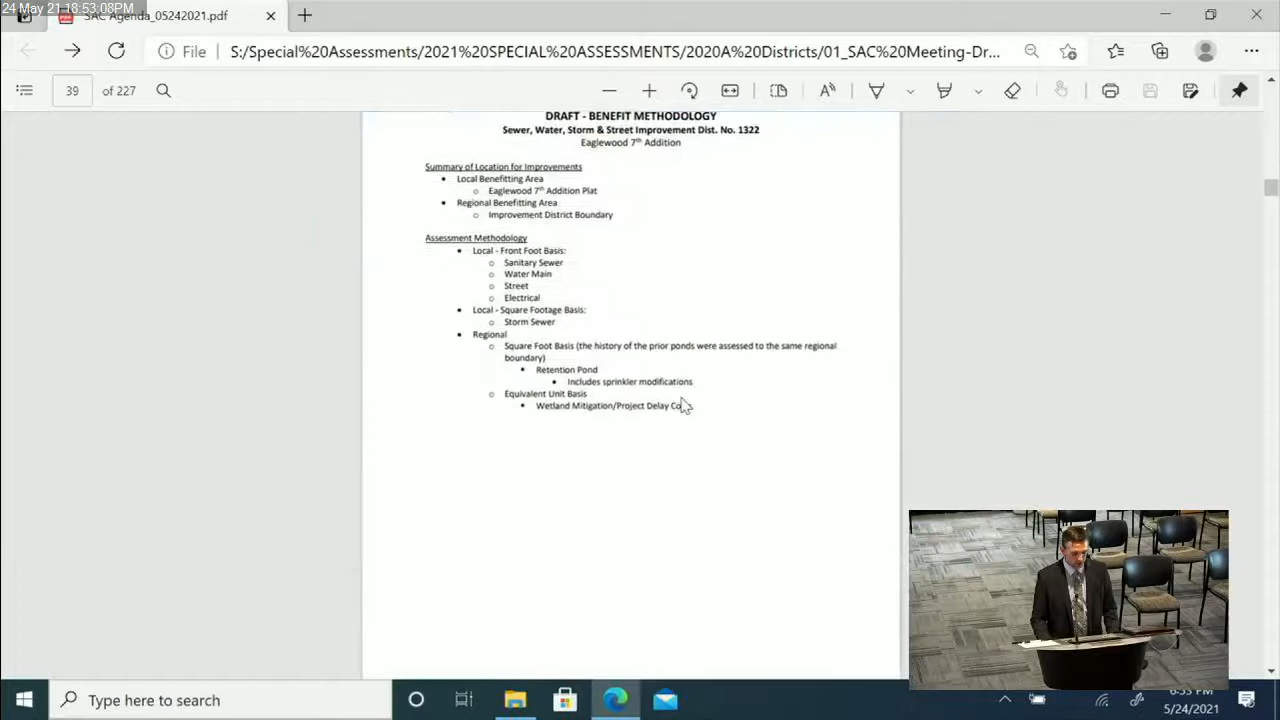 24 May 21 18:53:08PM
SAC Agenda_05242021.pdf
File
S:/Special%20Assessments/2021%20SPECIAL%20ASSESSMENTS/2020A%20Districts/01_SAC%20Meeting-Dr...
39 of 227
DRAFT - BENEFIT METHODOLOGY
Sewer, Water, Storm & Street Improvement Dist. No. 1322
Eaglewood 7th Addition
Summary of Location for Improvements
• Local Benefitting Area
o Eaglewood 7th Addition Plat
• Regional Benefitting Area
o Improvement District Boundary
Assessment Methodology
• Local - Front Foot Basis:
o Sanitary Sewer
o Water Main
o Street
o Electrical
• Local - Square Footage Basis:
o Storm Sewer
• Regional
o Square Foot Basis (the history of the prior ponds were assessed to the same regional
boundary)
▪ Retention Pond
• Includes sprinkler modifications
o Equivalent Unit Basis
▪ Wetland Mitigation/Project Delay
Type here to search
6:53 PM
5/24/2021